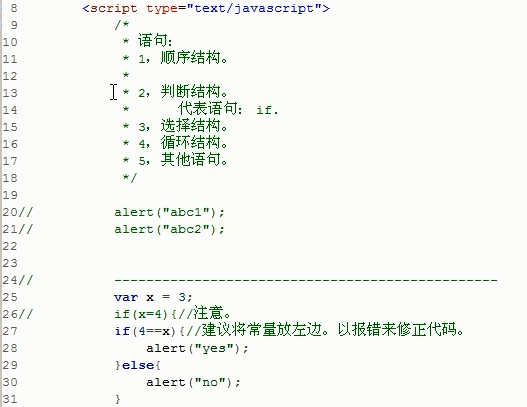 8 <script type="text/javascript">
9 /*
10 * 语句：
11 * 1，顺序结构。
12 *
13 * 2，判断结构。
14 * 代表语句： if.
15 * 3，选择结构。
16 * 4，循环结构。
17 * 5，其他语句。
18 */
19
20// alert("abc1");
21// alert("abc2");
22
23
24// ------------------------------------------------
25 var x = 3;
26// if(x=4){//注意。
27 if(4==x){//建议将常量放左边。以报错来修正代码。
28 alert("yes");
29 }else{
30 alert("no");
31 }